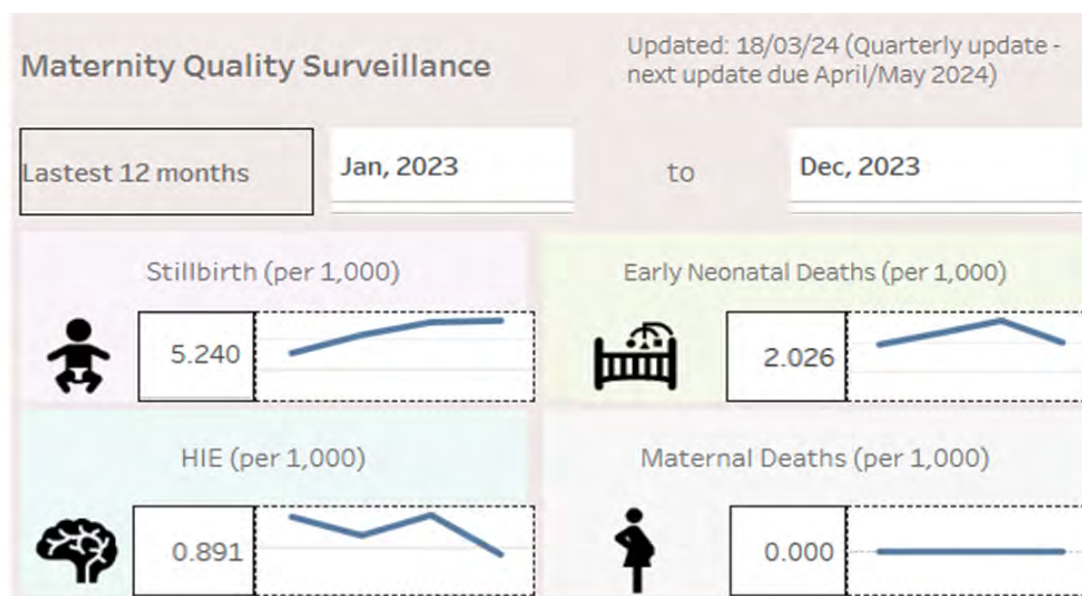 Maternity Quality Surveillance
Updated: 18/03/24 (Quarterly update -
next update due April/May 2024)
Lastest 12 months
Jan, 2023
to
Dec, 2023
Stillbirth (per 1,000)
5.240
Early Neonatal Deaths (per 1,000)
2.026
HIE (per 1,000)
0.891
Maternal Deaths (per 1,000)
0.000